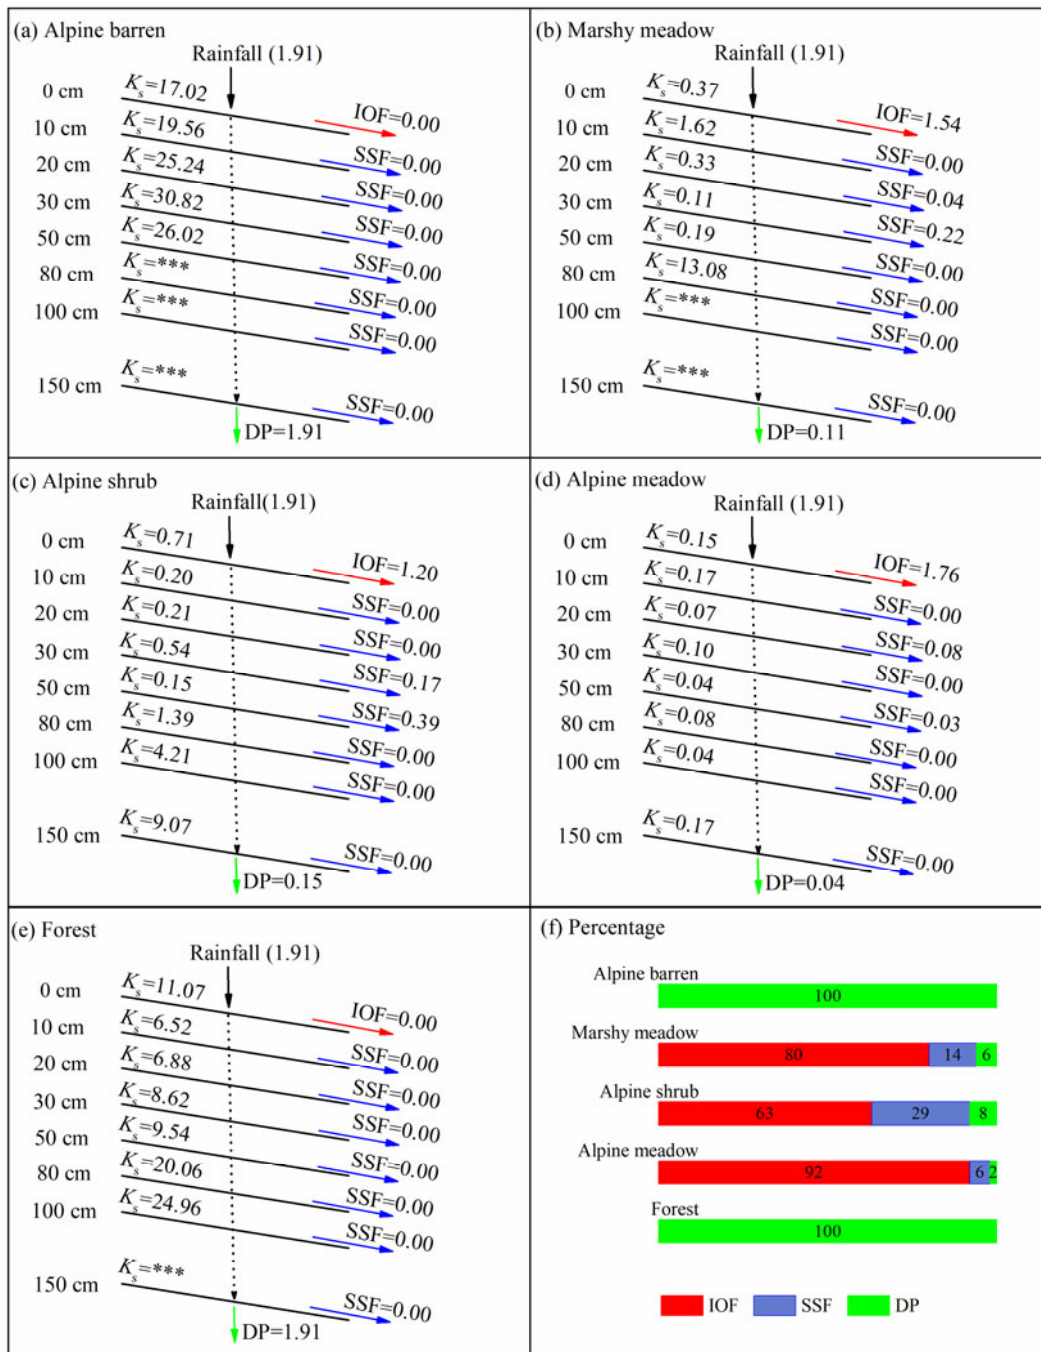 (a) Alpine barren
Rainfall (1.91)
0 cm Ks=17.02 IOF=0.00
10 cm Ks=19.56 SSF=0.00
20 cm Ks=25.24 SSF=0.00
30 cm Ks=30.82 SSF=0.00
50 cm Ks=26.02 SSF=0.00
80 cm Ks=*** SSF=0.00
100 cm Ks=*** SSF=0.00
150 cm Ks=*** SSF=0.00
DP=1.91
(b) Marshy meadow
Rainfall (1.91)
0 cm Ks=0.37 IOF=1.54
10 cm Ks=1.62 SSF=0.00
20 cm Ks=0.33 SSF=0.04
30 cm Ks=0.11 SSF=0.22
50 cm Ks=0.19 SSF=0.00
80 cm Ks=13.08 SSF=0.00
100 cm Ks=*** SSF=0.00
150 cm Ks=*** SSF=0.00
DP=0.11
(c) Alpine shrub
Rainfall(1.91)
0 cm Ks=0.71 IOF=1.20
10 cm Ks=0.20 SSF=0.00
20 cm Ks=0.21 SSF=0.00
30 cm Ks=0.54 SSF=0.17
50 cm Ks=0.15 SSF=0.39
80 cm Ks=1.39 SSF=0.00
100 cm Ks=4.21 SSF=0.00
150 cm Ks=9.07 SSF=0.00
DP=0.15
(d) Alpine meadow
Rainfall (1.91)
0 cm Ks=0.15 IOF=1.76
10 cm Ks=0.17 SSF=0.00
20 cm Ks=0.07 SSF=0.08
30 cm Ks=0.10 SSF=0.00
50 cm Ks=0.04 SSF=0.03
80 cm Ks=0.08 SSF=0.00
100 cm Ks=0.04 SSF=0.00
150 cm Ks=0.17 SSF=0.00
DP=0.04
(e) Forest
Rainfall (1.91)
0 cm Ks=11.07 IOF=0.00
10 cm Ks=6.52 SSF=0.00
20 cm Ks=6.88 SSF=0.00
30 cm Ks=8.62 SSF=0.00
50 cm Ks=9.54 SSF=0.00
80 cm Ks=20.06 SSF=0.00
100 cm Ks=24.96 SSF=0.00
150 cm Ks=*** SSF=0.00
DP=1.91
(f) Percentage
Alpine barren
100
Marshy meadow
80 14 6
Alpine shrub
63 29 8
Alpine meadow
92 6 2
Forest
100
IOF SSF DP